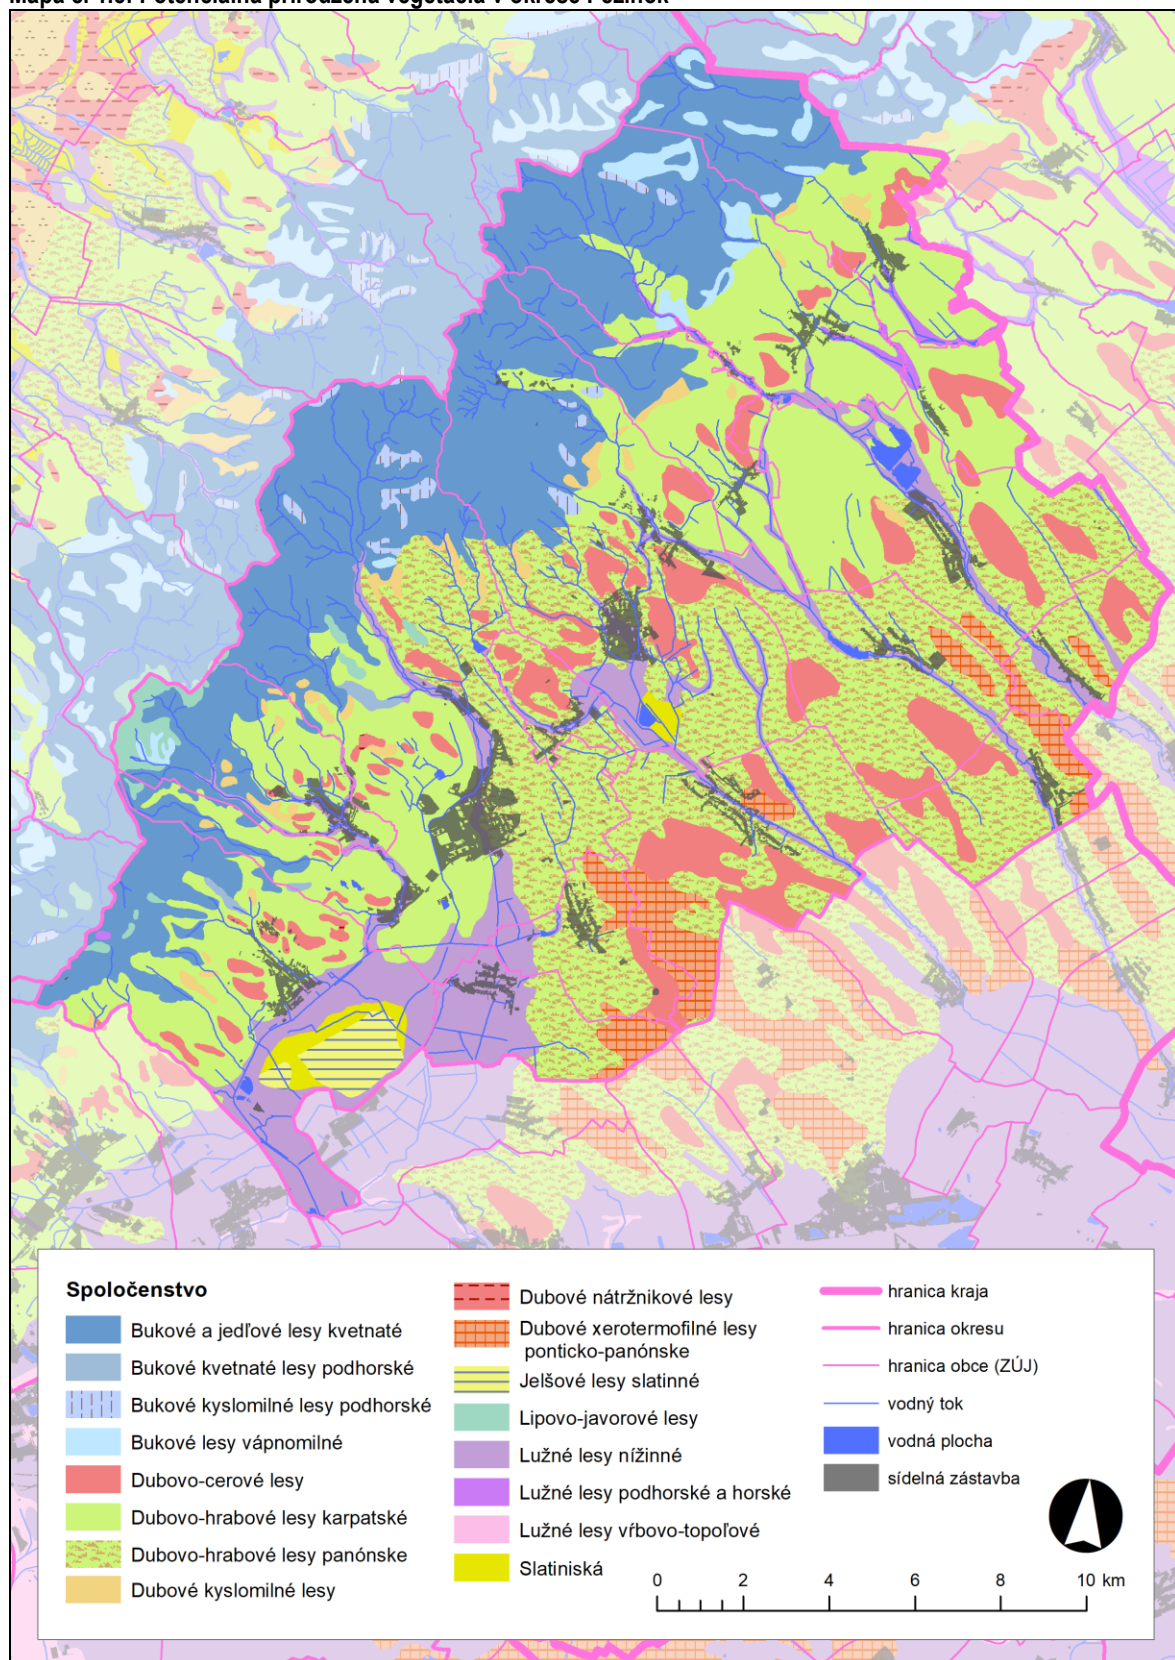 Spoločenstvo
Bukové a jedľové lesy kvetnaté
Bukové kvetnaté lesy podhorské
Bukové kyslomilné lesy podhorské
Bukové lesy vápnomilné
Dubovo-cerové lesy
Dubovo-hrabové lesy karpatské
Dubovo-hrabové lesy panónske
Dubové kyslomilné lesy
Dubové nátržnikové lesy
Dubové xerotermofilné lesy
ponticko-panónske
Jelšové lesy slatinné
Lipovo-javorové lesy
Lužné lesy nížinné
Lužné lesy podhorské a horské
Lužné lesy vŕbovo-topoľové
Slatiniská
hranica kraja
hranica okresu
hranica obce (ZÚJ)
vodný tok
vodná plocha
sídelná zástavba
0 2 4 6 8 10 km